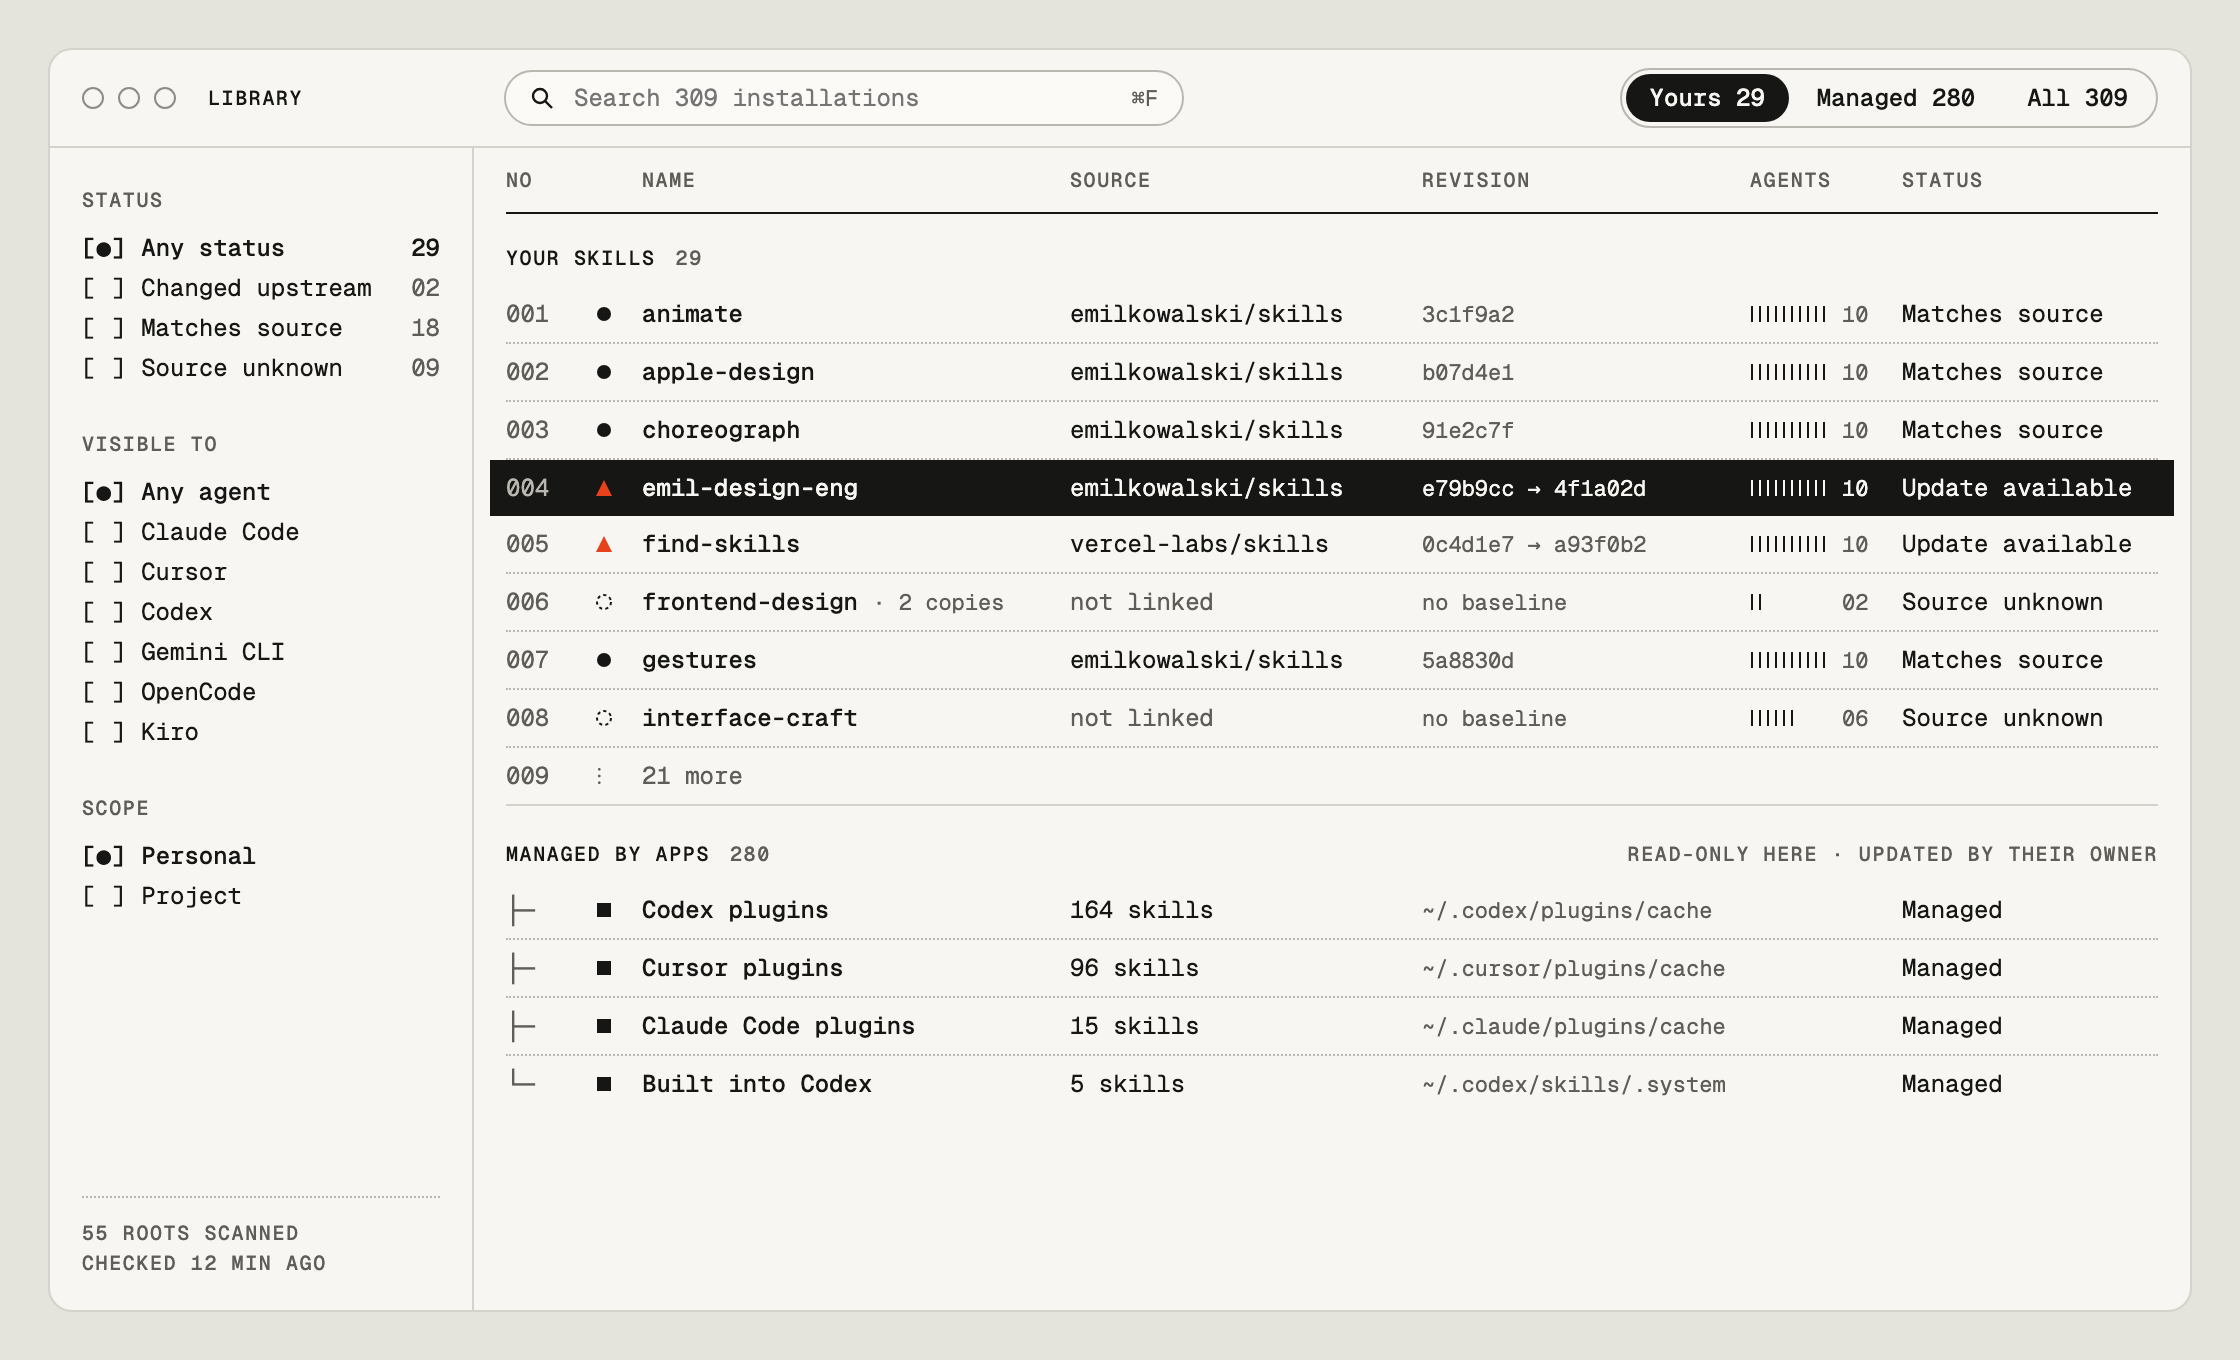 LIBRARY
Search 309 installations ⌘F
Yours 29 Managed 280 All 309
STATUS
[●] Any status 29
[ ] Changed upstream 02
[ ] Matches source 18
[ ] Source unknown 09
VISIBLE TO
[●] Any agent
[ ] Claude Code
[ ] Cursor
[ ] Codex
[ ] Gemini CLI
[ ] OpenCode
[ ] Kiro
SCOPE
[●] Personal
[ ] Project
55 ROOTS SCANNED
CHECKED 12 MIN AGO
NO NAME SOURCE REVISION AGENTS STATUS
YOUR SKILLS 29
001 ● animate emilkowalski/skills 3c1f9a2 |||||||||| 10 Matches source
002 ● apple-design emilkowalski/skills b07d4e1 |||||||||| 10 Matches source
003 ● choreograph emilkowalski/skills 91e2c7f |||||||||| 10 Matches source
004 ▲ emil-design-eng emilkowalski/skills e79b9cc → 4f1a02d |||||||||| 10 Update available
005 ▲ find-skills vercel-labs/skills 0c4d1e7 → a93f0b2 |||||||||| 10 Update available
006 ◌ frontend-design · 2 copies not linked no baseline || 02 Source unknown
007 ● gestures emilkowalski/skills 5a8830d |||||||||| 10 Matches source
008 ◌ interface-craft not linked no baseline |||||| 06 Source unknown
009 ⋮ 21 more
MANAGED BY APPS 280 READ-ONLY HERE · UPDATED BY THEIR OWNER
├─ ■ Codex plugins 164 skills ~/.codex/plugins/cache Managed
├─ ■ Cursor plugins 96 skills ~/.cursor/plugins/cache Managed
├─ ■ Claude Code plugins 15 skills ~/.claude/plugins/cache Managed
└─ ■ Built into Codex 5 skills ~/.codex/skills/.system Managed